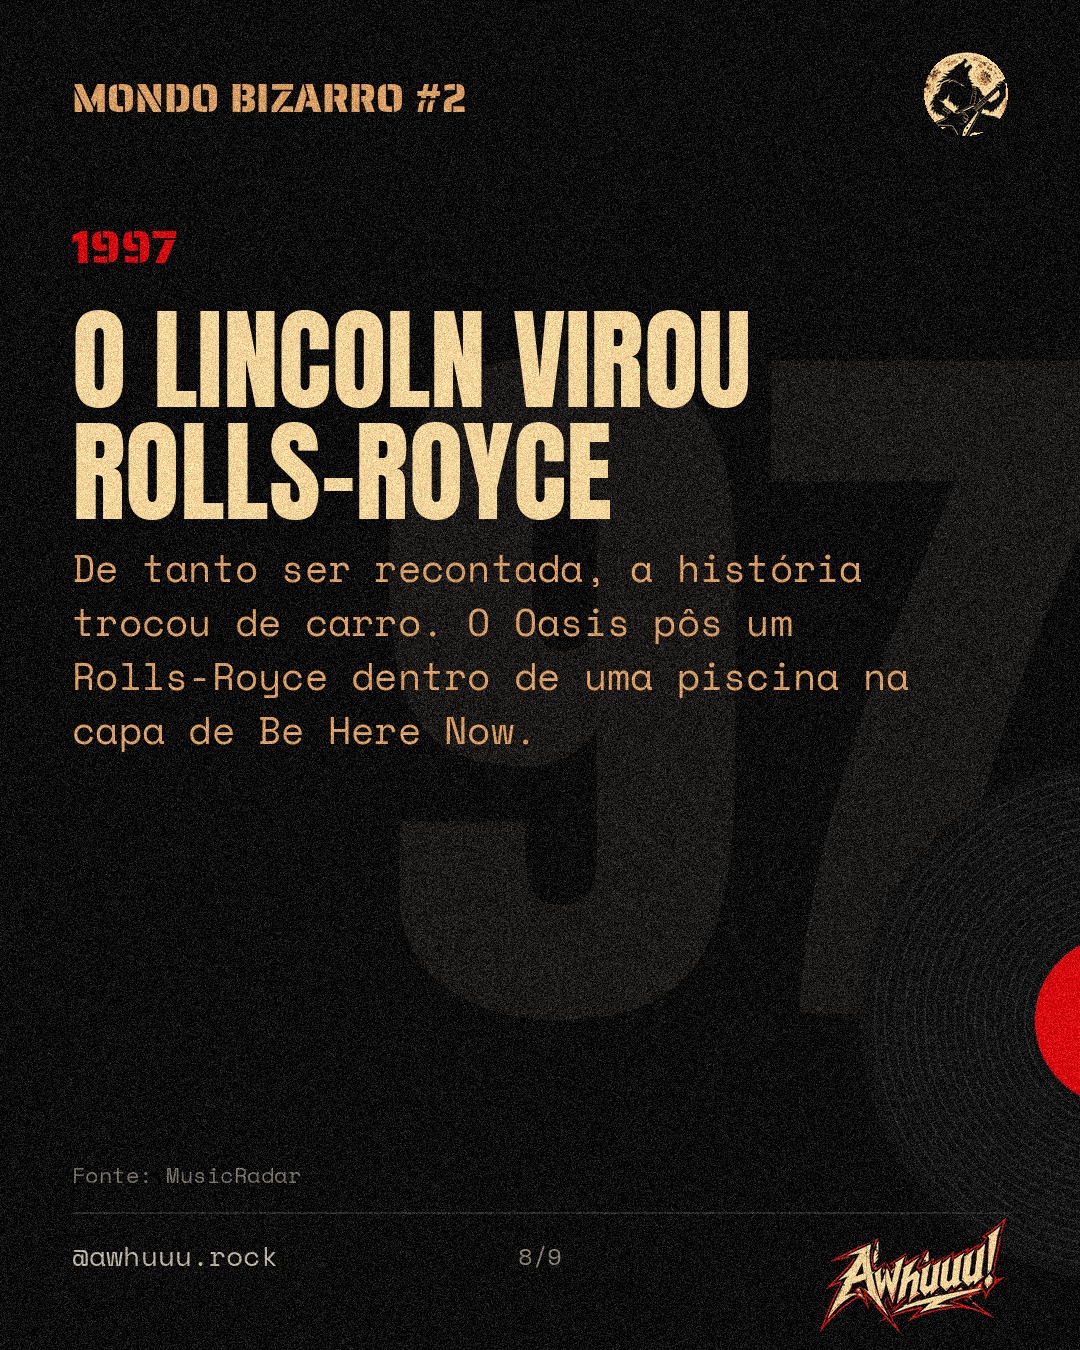 MONDO BIZARRO #2
1997
O LINCOLN VIROU
ROLLS-ROYCE
De tanto ser recontada, a história
trocou de carro. O Oasis pôs um
Rolls-Royce dentro de uma piscina na
capa de Be Here Now.
97
Fonte: MusicRadar
@awhuuu.rock
8/9
Awhuuu!